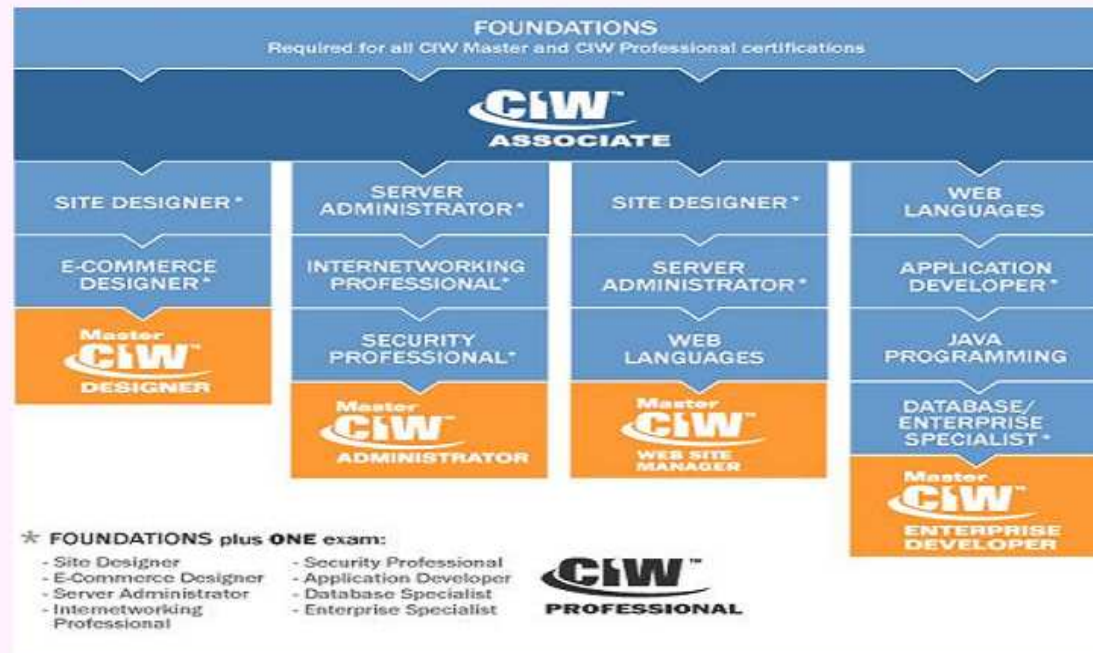 FOUNDATIONS
Required for all CIW Master and CIW Professional certifications
CIW™
ASSOCIATE
SITE DESIGNER*
E-COMMERCE
DESIGNER*
Master
CIW™
DESIGNER
SERVER
ADMINISTRATOR*
INTERNETWORKING
PROFESSIONAL*
SECURITY
PROFESSIONAL*
Master
CIW™
ADMINISTRATOR
SITE DESIGNER*
SERVER
ADMINISTRATOR*
WEB
LANGUAGES
Master
CIW™
WEB SITE
MANAGER
WEB
LANGUAGES
APPLICATION
DEVELOPER*
JAVA
PROGRAMMING
DATABASE/
ENTERPRISE
SPECIALIST*
Master
CIW™
ENTERPRISE
DEVELOPER
* FOUNDATIONS plus ONE exam:
- Site Designer
- E-Commerce Designer
- Server Administrator
- Internetworking
Professional
- Security Professional
- Application Developer
- Database Specialist
- Enterprise Specialist
CIW™
PROFESSIONAL